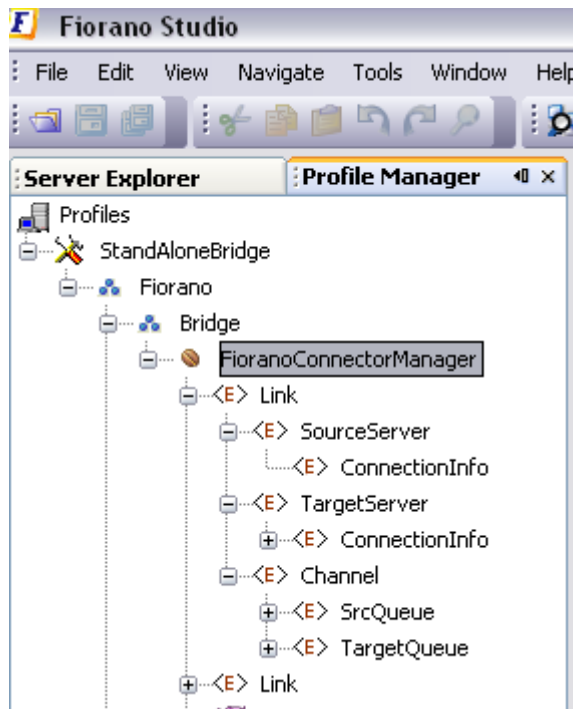 Fiorano Studio
File Edit View Navigate Tools Window Help
Server Explorer Profile Manager
Profiles
StandAloneBridge
Fiorano
Bridge
FioranoConnectorManager
<E> Link
<E> SourceServer
<E> ConnectionInfo
<E> TargetServer
<E> ConnectionInfo
<E> Channel
<E> SrcQueue
<E> TargetQueue
<E> Link